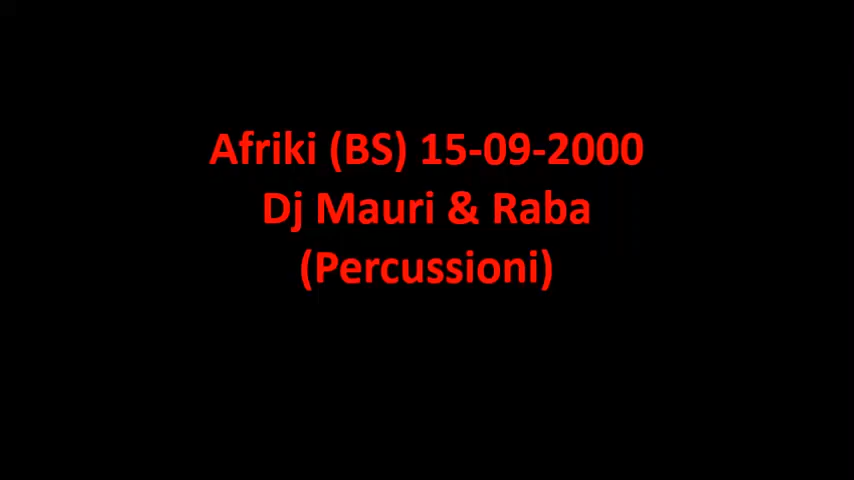 Afriki (BS) 15-09-2000
Dj Mauri & Raba
(Percussioni)